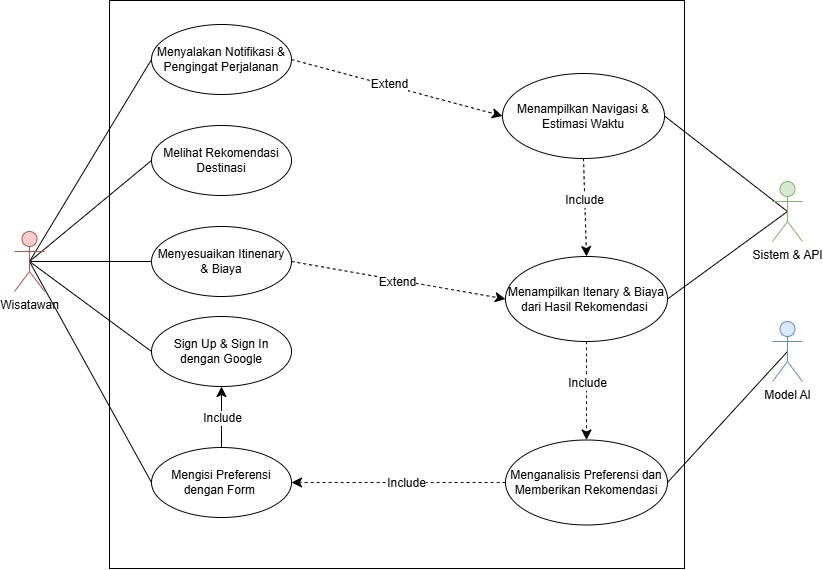 Menyalakan Notifikasi &
Pengingat Perjalanan
Extend
Menampilkan Navigasi &
Estimasi Waktu
Melihat Rekomendasi
Destinasi
Include
Sistem & API
Wisatawan
Menyesuaikan Itinenary
& Biaya
Extend
Menampilkan Itenary & Biaya
dari Hasil Rekomendasi
Sign Up & Sign In
dengan Google
Include
Model AI
Include
Mengisi Preferensi
dengan Form
Include
Menganalisis Preferensi dan
Memberikan Rekomendasi